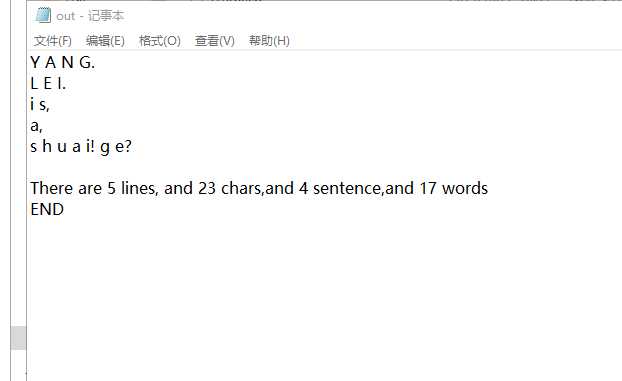 out - 记事本
文件(F) 编辑(E) 格式(O) 查看(V) 帮助(H)
Y A N G.
L E I.
i s,
a,
s h u a i! g e?
There are 5 lines, and 23 chars,and 4 sentence,and 17 words
END